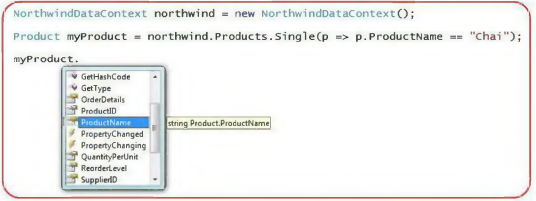 NorthwindDataContext northwind = new NorthwindDataContext();
Product myProduct = northwind.Products.Single(p => p.ProductName == "Chai");
myProduct.
GetHashCode
GetType
OrderDetails
ProductID
ProductName
string Product.ProductName
PropertyChanged
PropertyChanging
QuantityPerUnit
ReorderLevel
SupplierID